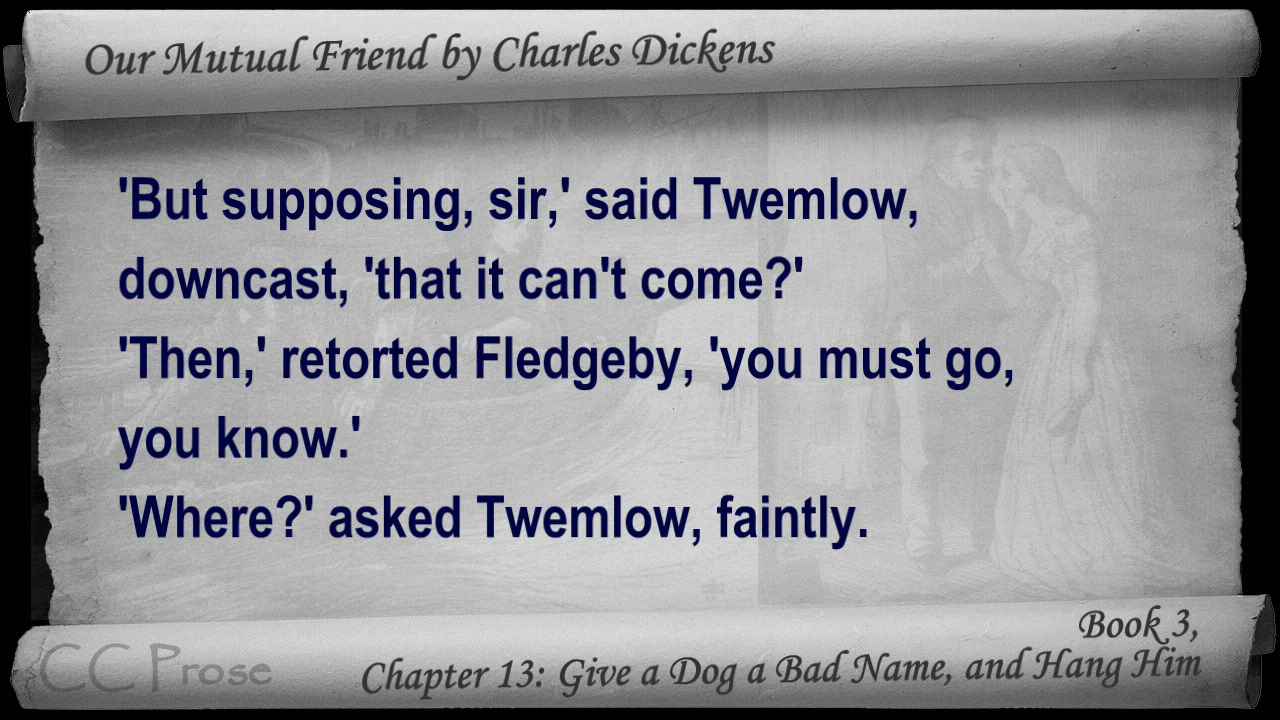 Our Mutual Friend by Charles Dickens
'But supposing, sir,' said Twemlow,
downcast, 'that it can't come?'
'Then,' retorted Fledgeby, 'you must go,
you know.'
'Where?' asked Twemlow, faintly.
Book 3,
Chapter 13: Give a Dog a Bad Name, and Hang Him
CC Prose